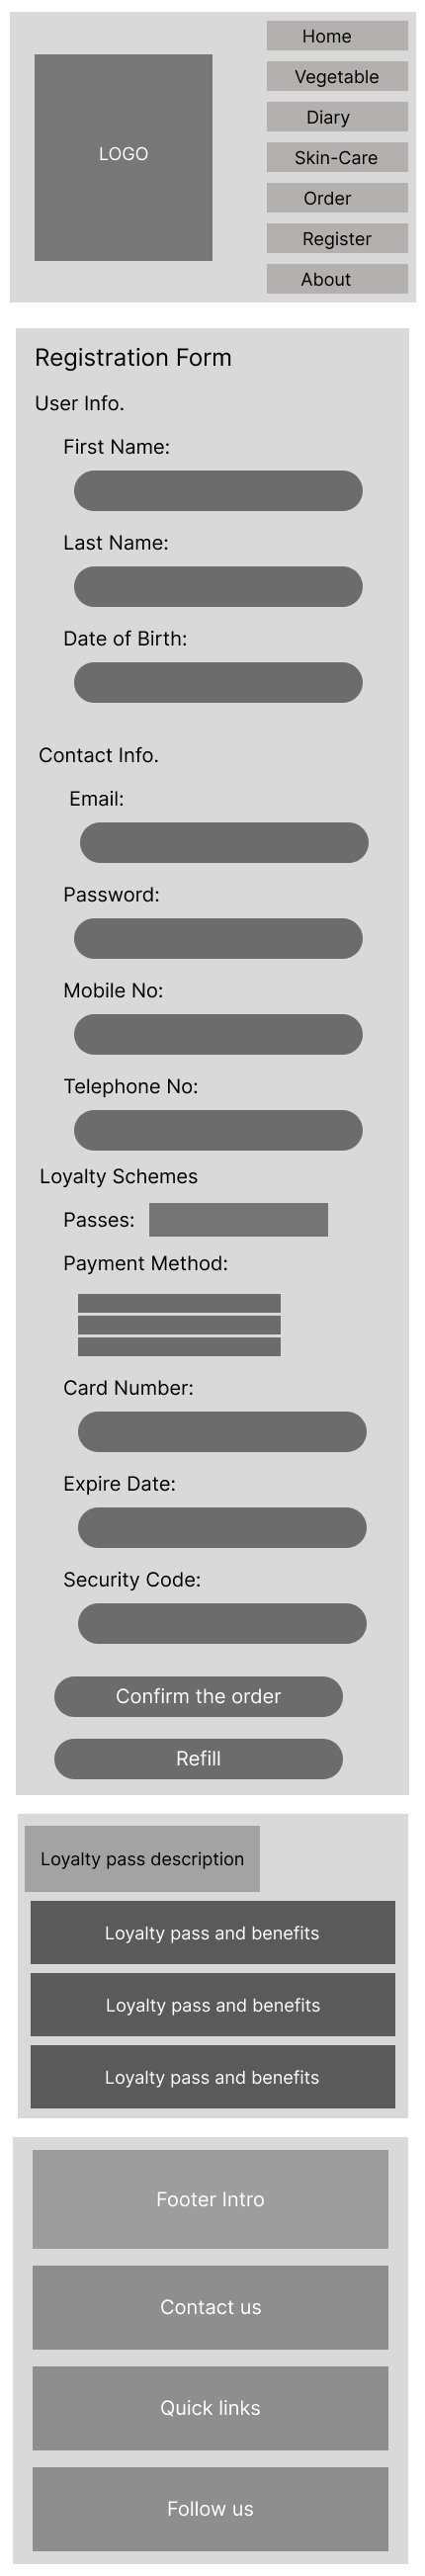 LOGO
Home
Vegetable
Diary
Skin-Care
Order
Register
About
Registration Form
User Info.
First Name:
Last Name:
Date of Birth:
Contact Info.
Email:
Password:
Mobile No:
Telephone No:
Loyalty Schemes
Passes:
Payment Method:
Card Number:
Expire Date:
Security Code:
Confirm the order
Refill
Loyalty pass description
Loyalty pass and benefits
Loyalty pass and benefits
Loyalty pass and benefits
Footer Intro
Contact us
Quick links
Follow us